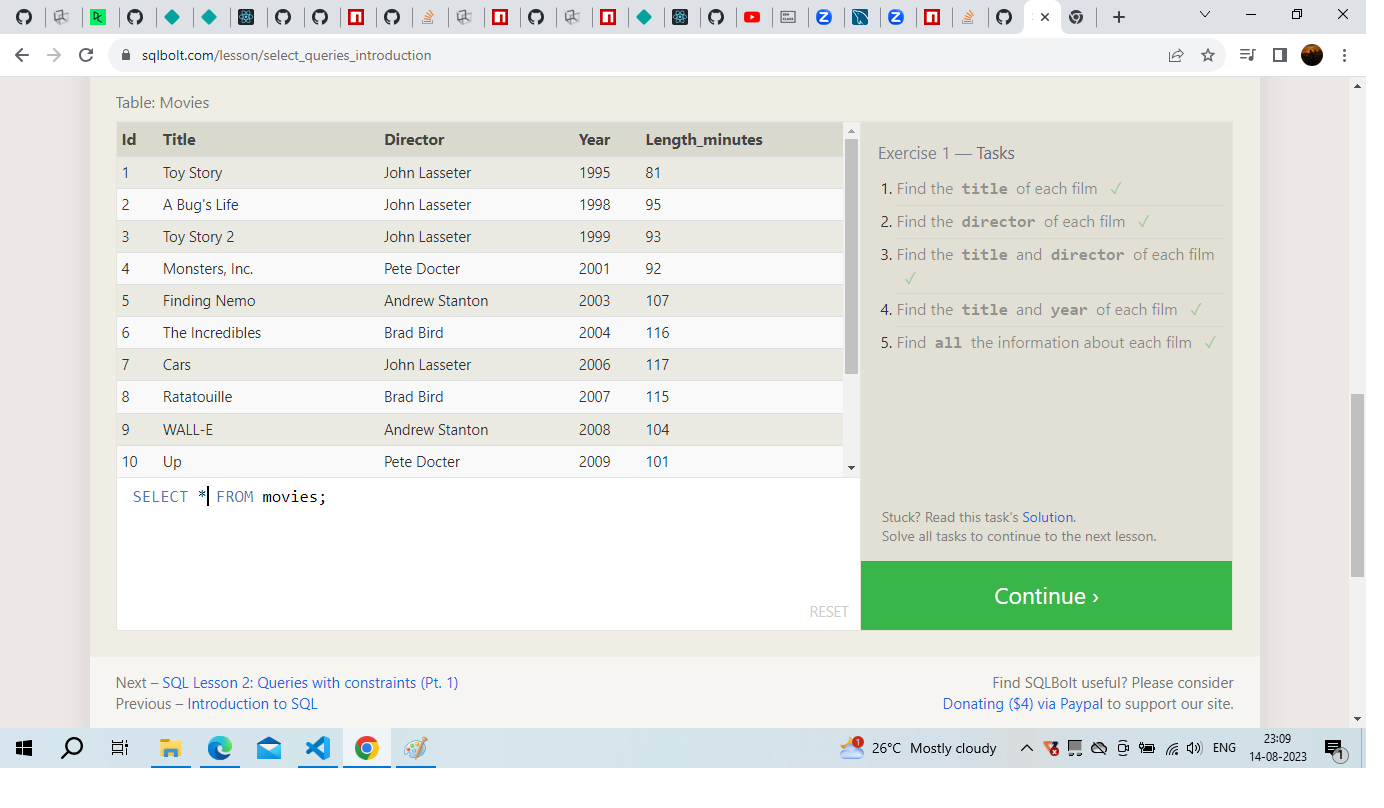 sqlbolt.com/lesson/select_queries_introduction
Table: Movies
Id Title Director Year Length_minutes
1 Toy Story John Lasseter 1995 81
2 A Bug's Life John Lasseter 1998 95
3 Toy Story 2 John Lasseter 1999 93
4 Monsters, Inc. Pete Docter 2001 92
5 Finding Nemo Andrew Stanton 2003 107
6 The Incredibles Brad Bird 2004 116
7 Cars John Lasseter 2006 117
8 Ratatouille Brad Bird 2007 115
9 WALL-E Andrew Stanton 2008 104
10 Up Pete Docter 2009 101
SELECT * FROM movies;
RESET
Exercise 1 — Tasks
1. Find the title of each film ✓
2. Find the director of each film ✓
3. Find the title and director of each film
✓
4. Find the title and year of each film ✓
5. Find all the information about each film ✓
Stuck? Read this task's Solution.
Solve all tasks to continue to the next lesson.
Continue ›
Next – SQL Lesson 2: Queries with constraints (Pt. 1)
Previous – Introduction to SQL
Find SQLBolt useful? Please consider
Donating ($4) via Paypal to support our site.
1 26°C Mostly cloudy
ENG
23:09
14-08-2023
1